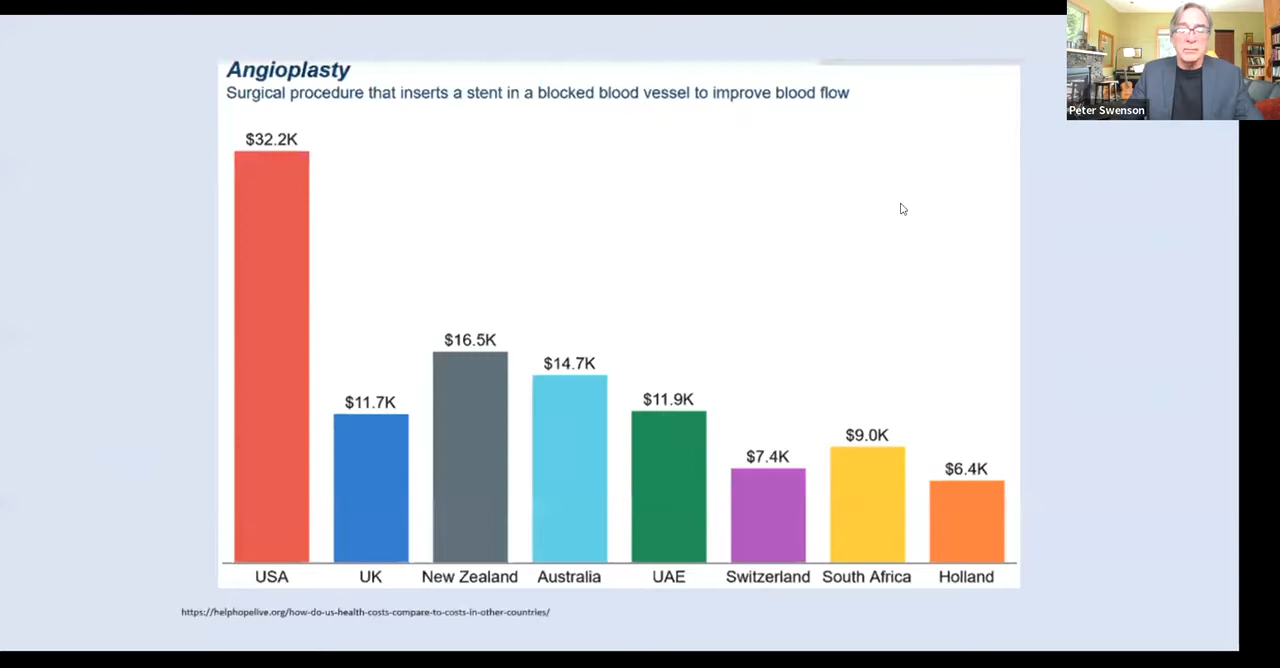 Peter Swenson
Angioplasty
Surgical procedure that inserts a stent in a blocked blood vessel to improve blood flow
$32.2K
$11.7K
$16.5K
$14.7K
$11.9K
$7.4K
$9.0K
$6.4K
USA
UK
New Zealand
Australia
UAE
Switzerland
South Africa
Holland
https://helphopelive.org/how-do-us-health-costs-compare-to-costs-in-other-countries/